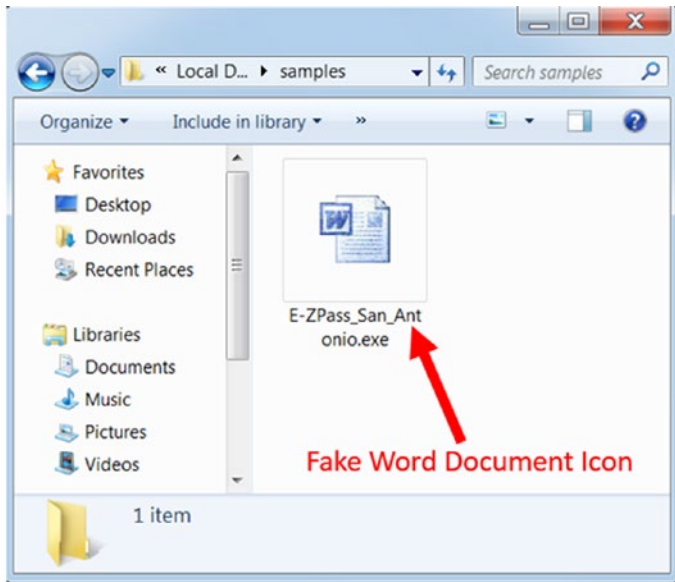 « Local D... ▸ samples
Search samples
Organize
Include in library
»
Favorites
Desktop
Downloads
Recent Places
Libraries
Documents
Music
Pictures
Videos
W
E-ZPass_San_Ant
onio.exe
Fake Word Document Icon
1 item